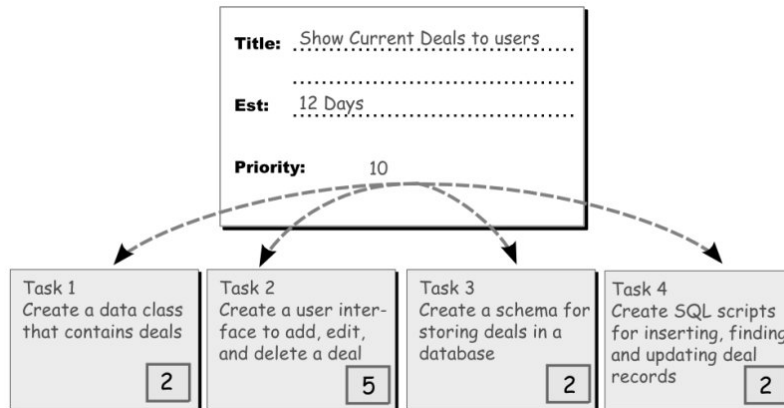 Title: Show Current Deals to users
Est: 12 Days
Priority: 10
Task 1
Create a data class
that contains deals
2
Task 2
Create a user inter-
face to add, edit,
and delete a deal
5
Task 3
Create a schema for
storing deals in a
database
2
Task 4
Create SQL scripts
for inserting, finding
and updating deal
records
2